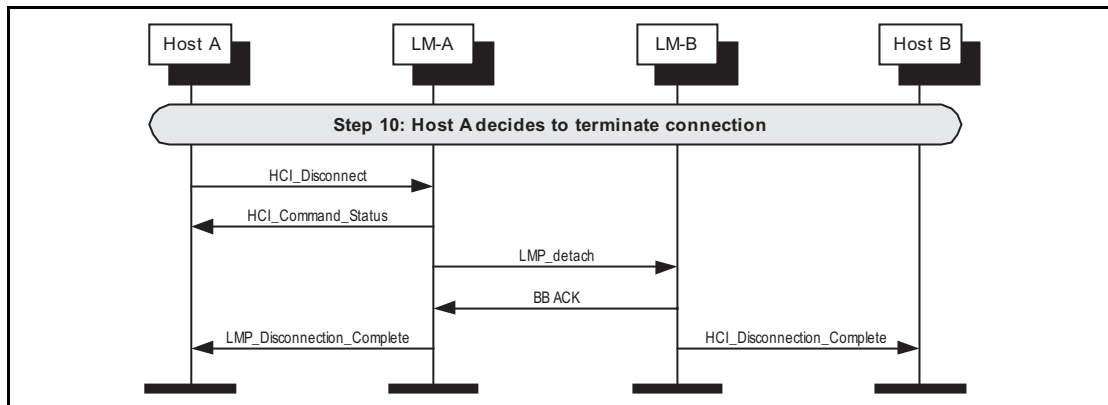 Host A
LM-A
LM-B
Host B
Step 10: Host A decides to terminate connection
HCI_Disconnect
HCI_Command_Status
LMP_detach
BB ACK
LMP_Disconnection_Complete
HCI_Disconnection_Complete